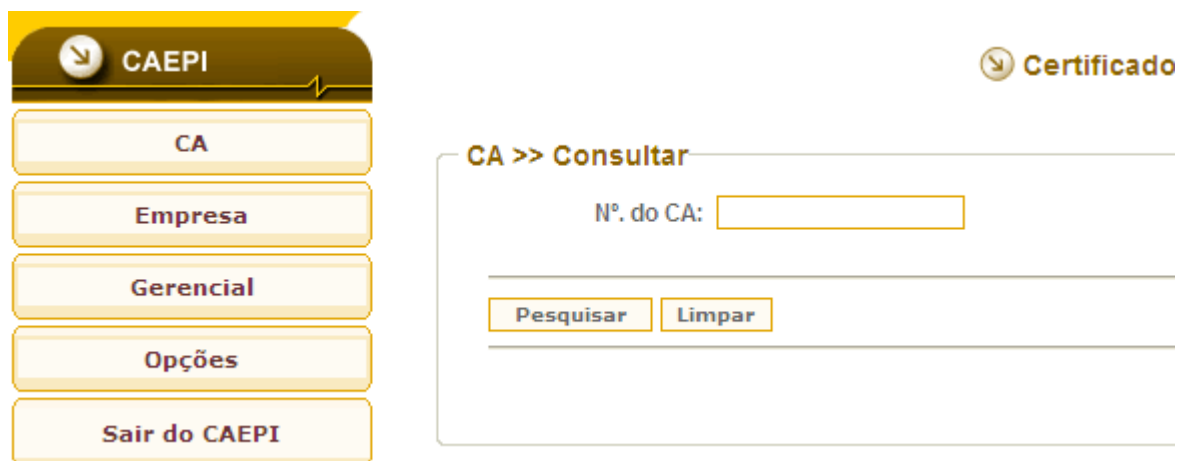 CAEPI
CA
Empresa
Gerencial
Opções
Sair do CAEPI
Certificado
CA >> Consultar
Nº. do CA:
Pesquisar Limpar